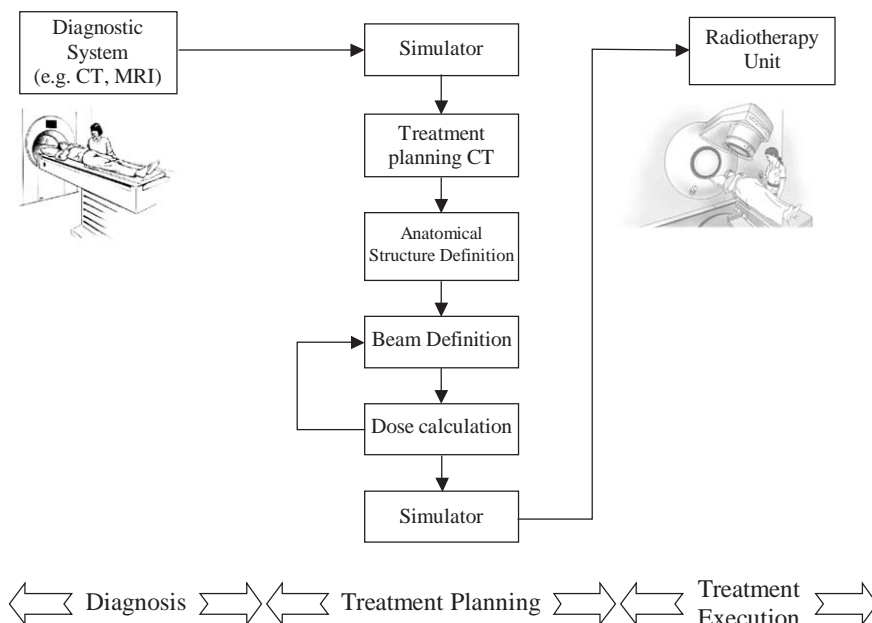 Diagnostic
System
(e.g. CT, MRI)
Simulator
Radiotherapy
Unit
Treatment
planning CT
Anatomical
Structure Definition
Beam Definition
Dose calculation
Simulator
Diagnosis
Treatment Planning
Treatment
Execution